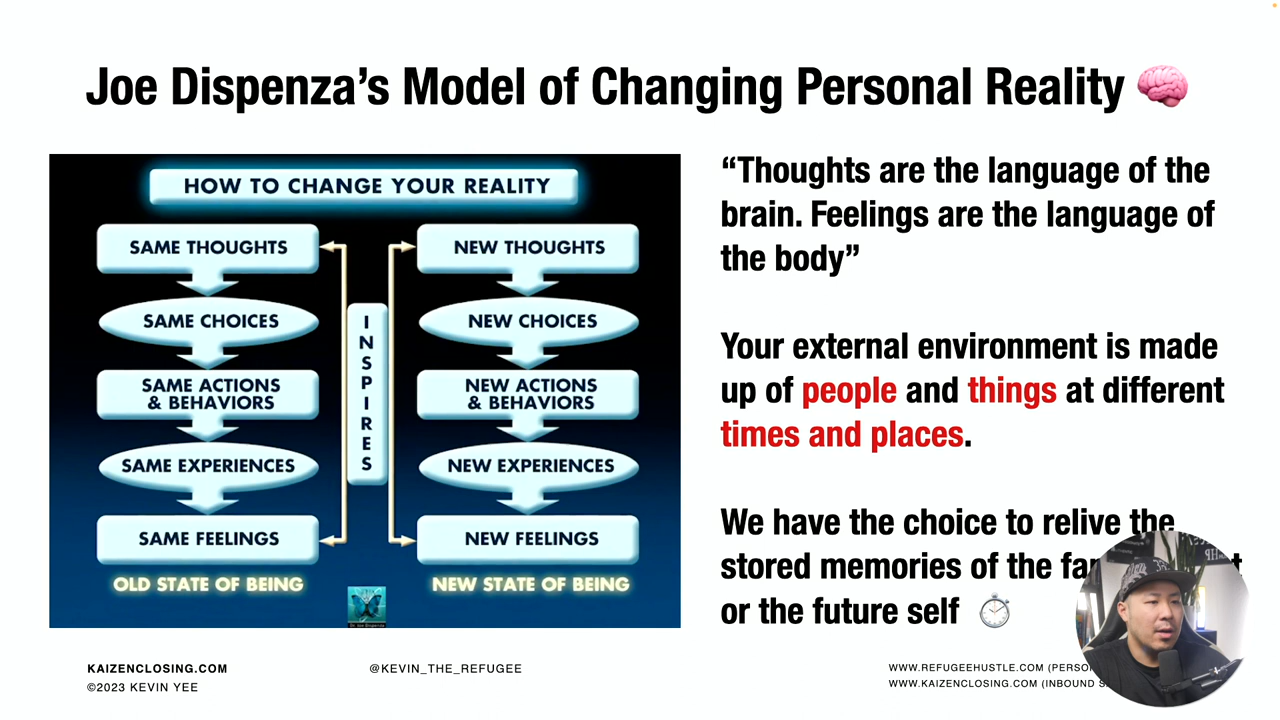 Joe Dispenza's Model of Changing Personal Reality
HOW TO CHANGE YOUR REALITY
SAME THOUGHTS
SAME CHOICES
SAME ACTIONS
& BEHAVIORS
SAME EXPERIENCES
SAME FEELINGS
OLD STATE OF BEING
INSPIRES
NEW THOUGHTS
NEW CHOICES
NEW ACTIONS
& BEHAVIORS
NEW EXPERIENCES
NEW FEELINGS
NEW STATE OF BEING
Dr. Joe Dispenza
“Thoughts are the language of the
brain. Feelings are the language of
the body”
Your external environment is made
up of people and things at different
times and places.
We have the choice to relive the
stored memories of the
or the future self
KAIZENCLOSING.COM
©2023 KEVIN YEE
@KEVIN_THE_REFUGEE
WWW.REFUGEEHUSTLE.COM
WWW.KAIZENCLOSING.COM (INBOUND